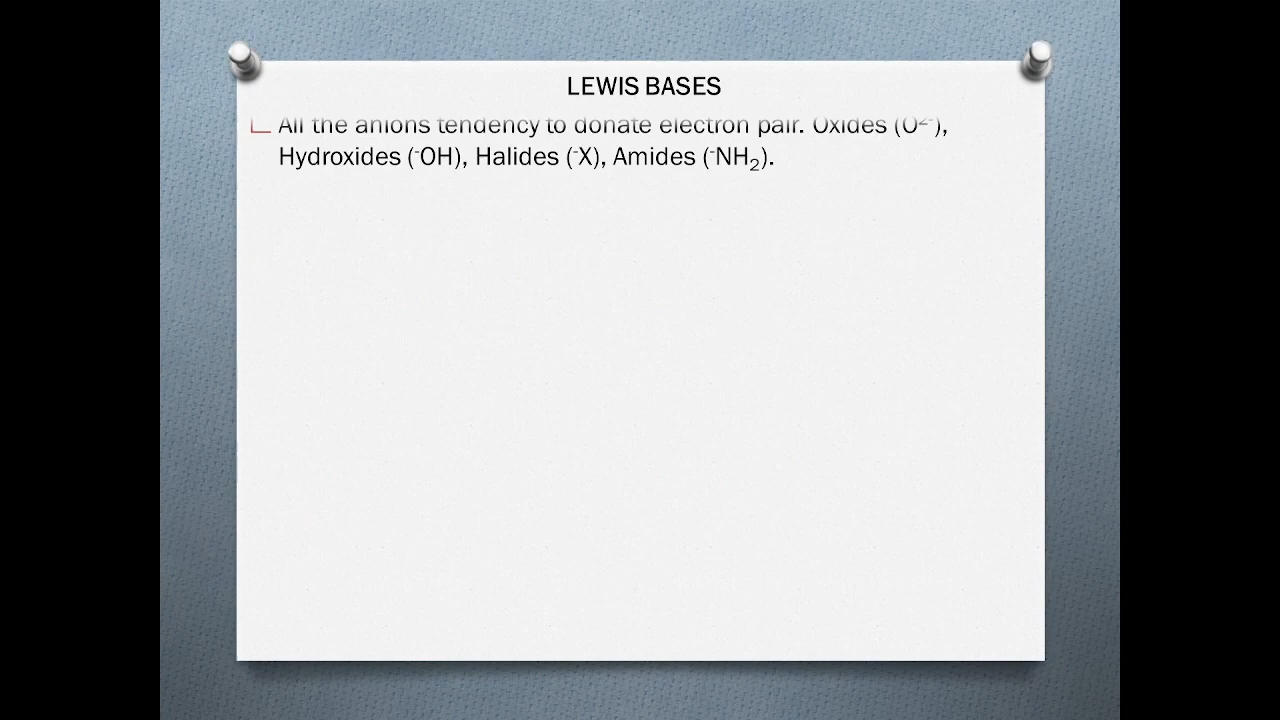 LEWIS BASES
All the anions tendency to donate electron pair. Oxides (O²⁻),
Hydroxides (⁻OH), Halides (⁻X), Amides (⁻NH₂).